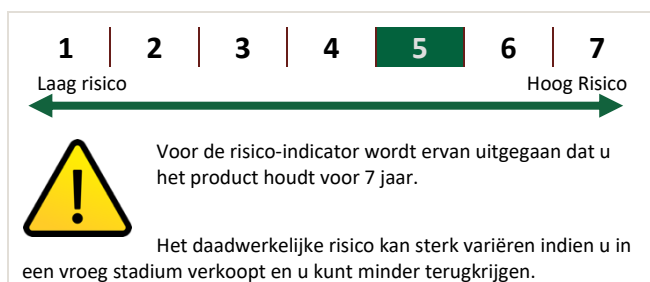 1 2 3 4 5 6 7
Laag risico Hoog Risico
Voor de risico-indicator wordt ervan uitgegaan dat u
het product houdt voor 7 jaar.
Het daadwerkelijke risico kan sterk variëren indien u in
een vroeg stadium verkoopt en u kunt minder terugkrijgen.